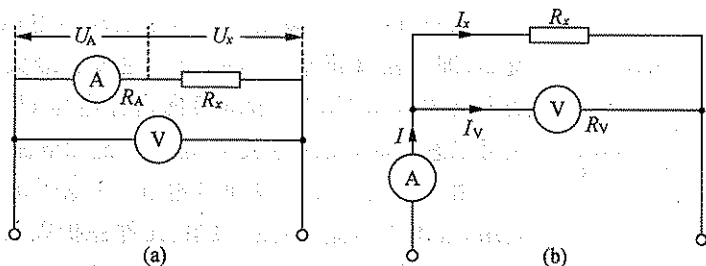 U_A U_x
A R_A R_x
V
(a)
I_x R_x
I_V V R_V
I
A
(b)